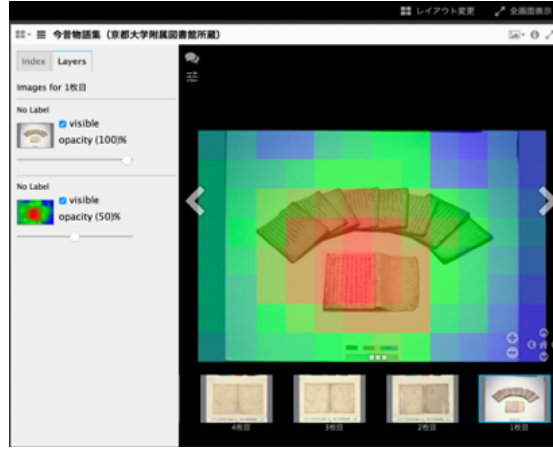 レイアウト変更 全画面表示
今昔物語集（京都大学附属図書館所蔵）
Index Layers
Images for 1枚目
No Label
visible
opacity (100)%
No Label
visible
opacity (50)%
4枚目 3枚目 2枚目 1枚目